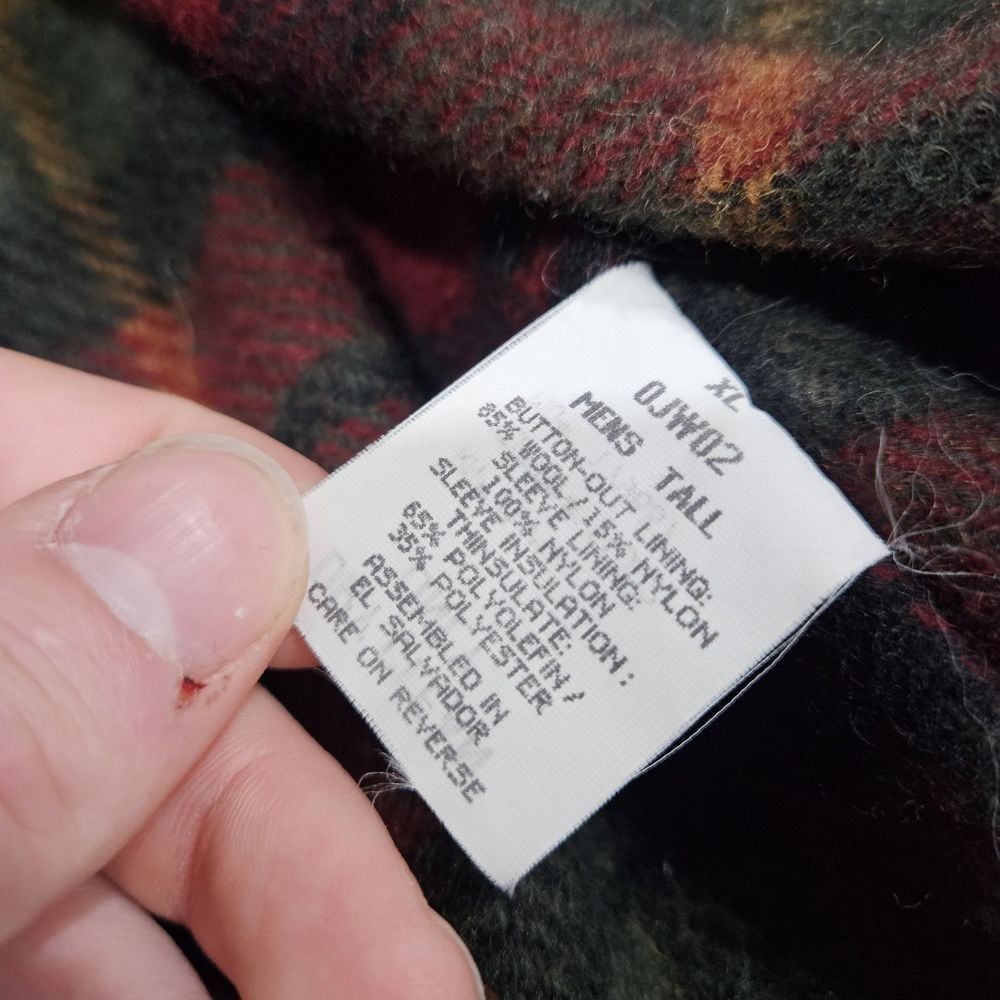 XL
0JW02
MENS TALL
BUTTON-OUT LINING:
85% WOOL/15% NYLON
SLEEVE LINING:
100% NYLON
SLEEVE INSULATION:
THINSULATE:
65% POLYOLEFIN/
35% POLYESTER
ASSEMBLED IN
EL SALVADOR
CARE ON REVERSE